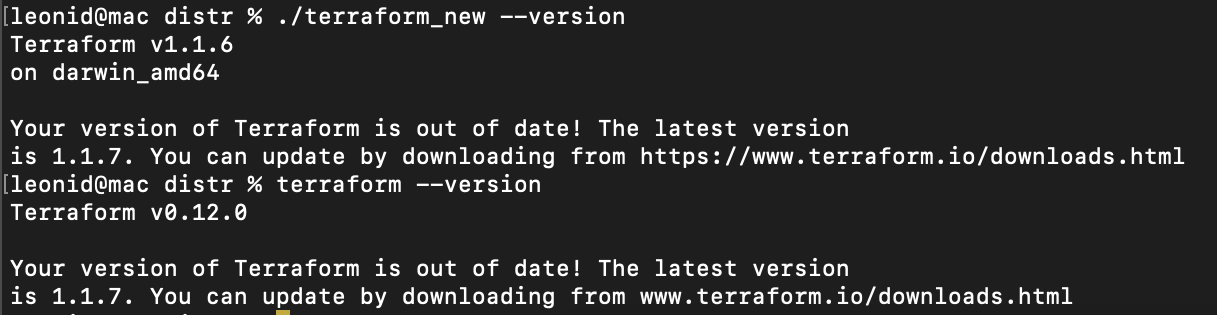 [leonid@mac distr % ./terraform_new --version
Terraform v1.1.6
on darwin_amd64

Your version of Terraform is out of date! The latest version
is 1.1.7. You can update by downloading from https://www.terraform.io/downloads.html
[leonid@mac distr % terraform --version
Terraform v0.12.0

Your version of Terraform is out of date! The latest version
is 1.1.7. You can update by downloading from www.terraform.io/downloads.html